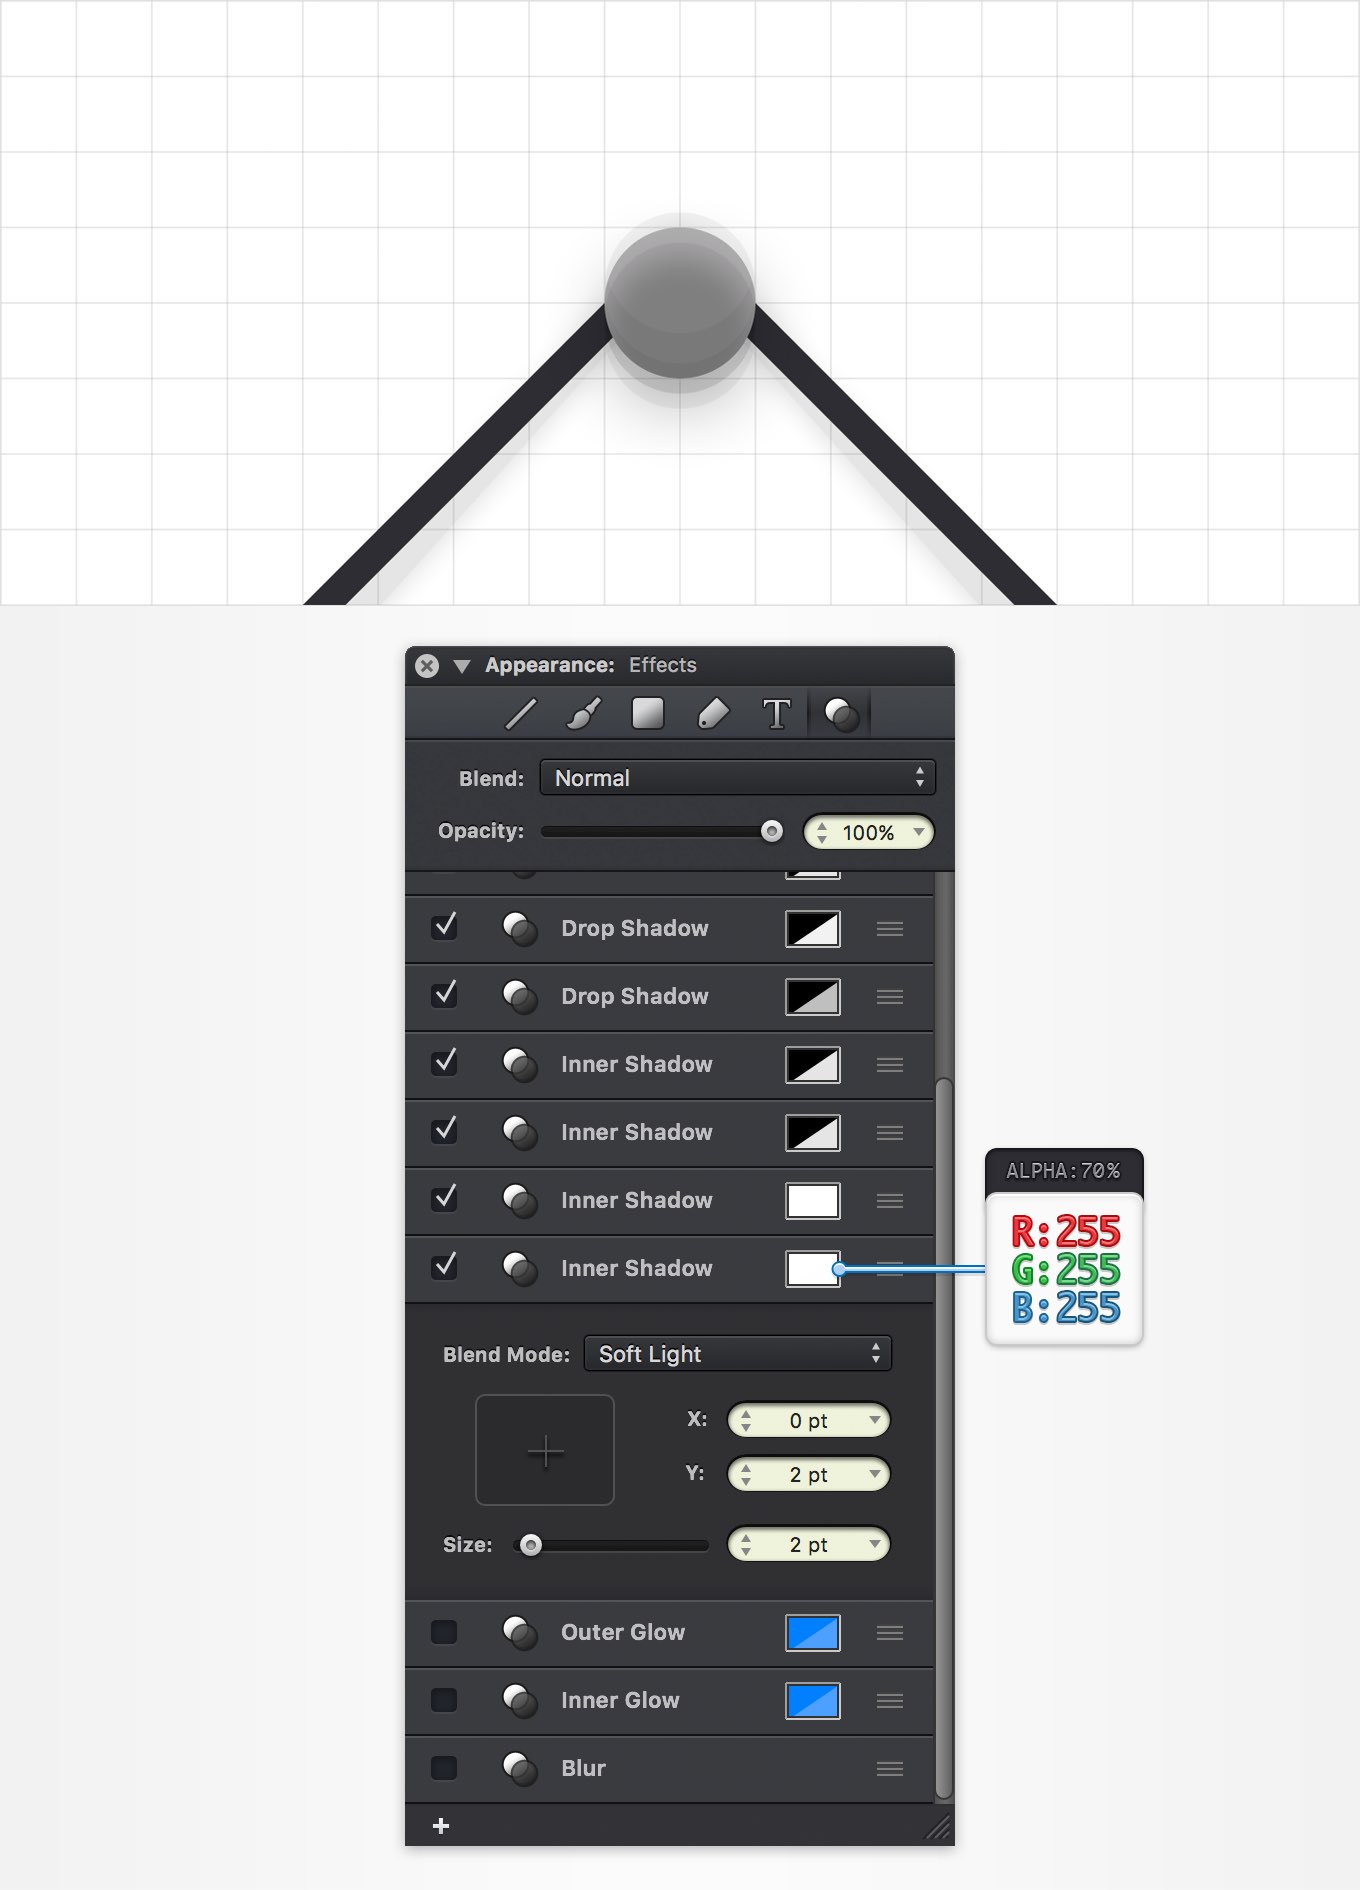 Appearance: Effects
T
Blend: Normal
Opacity: 100%
Drop Shadow
Drop Shadow
Inner Shadow
Inner Shadow
Inner Shadow
Inner Shadow
ALPHA:70%
R:255
G:255
B:255
Blend Mode: Soft Light
X: 0 pt
Y: 2 pt
Size: 2 pt
Outer Glow
Inner Glow
Blur